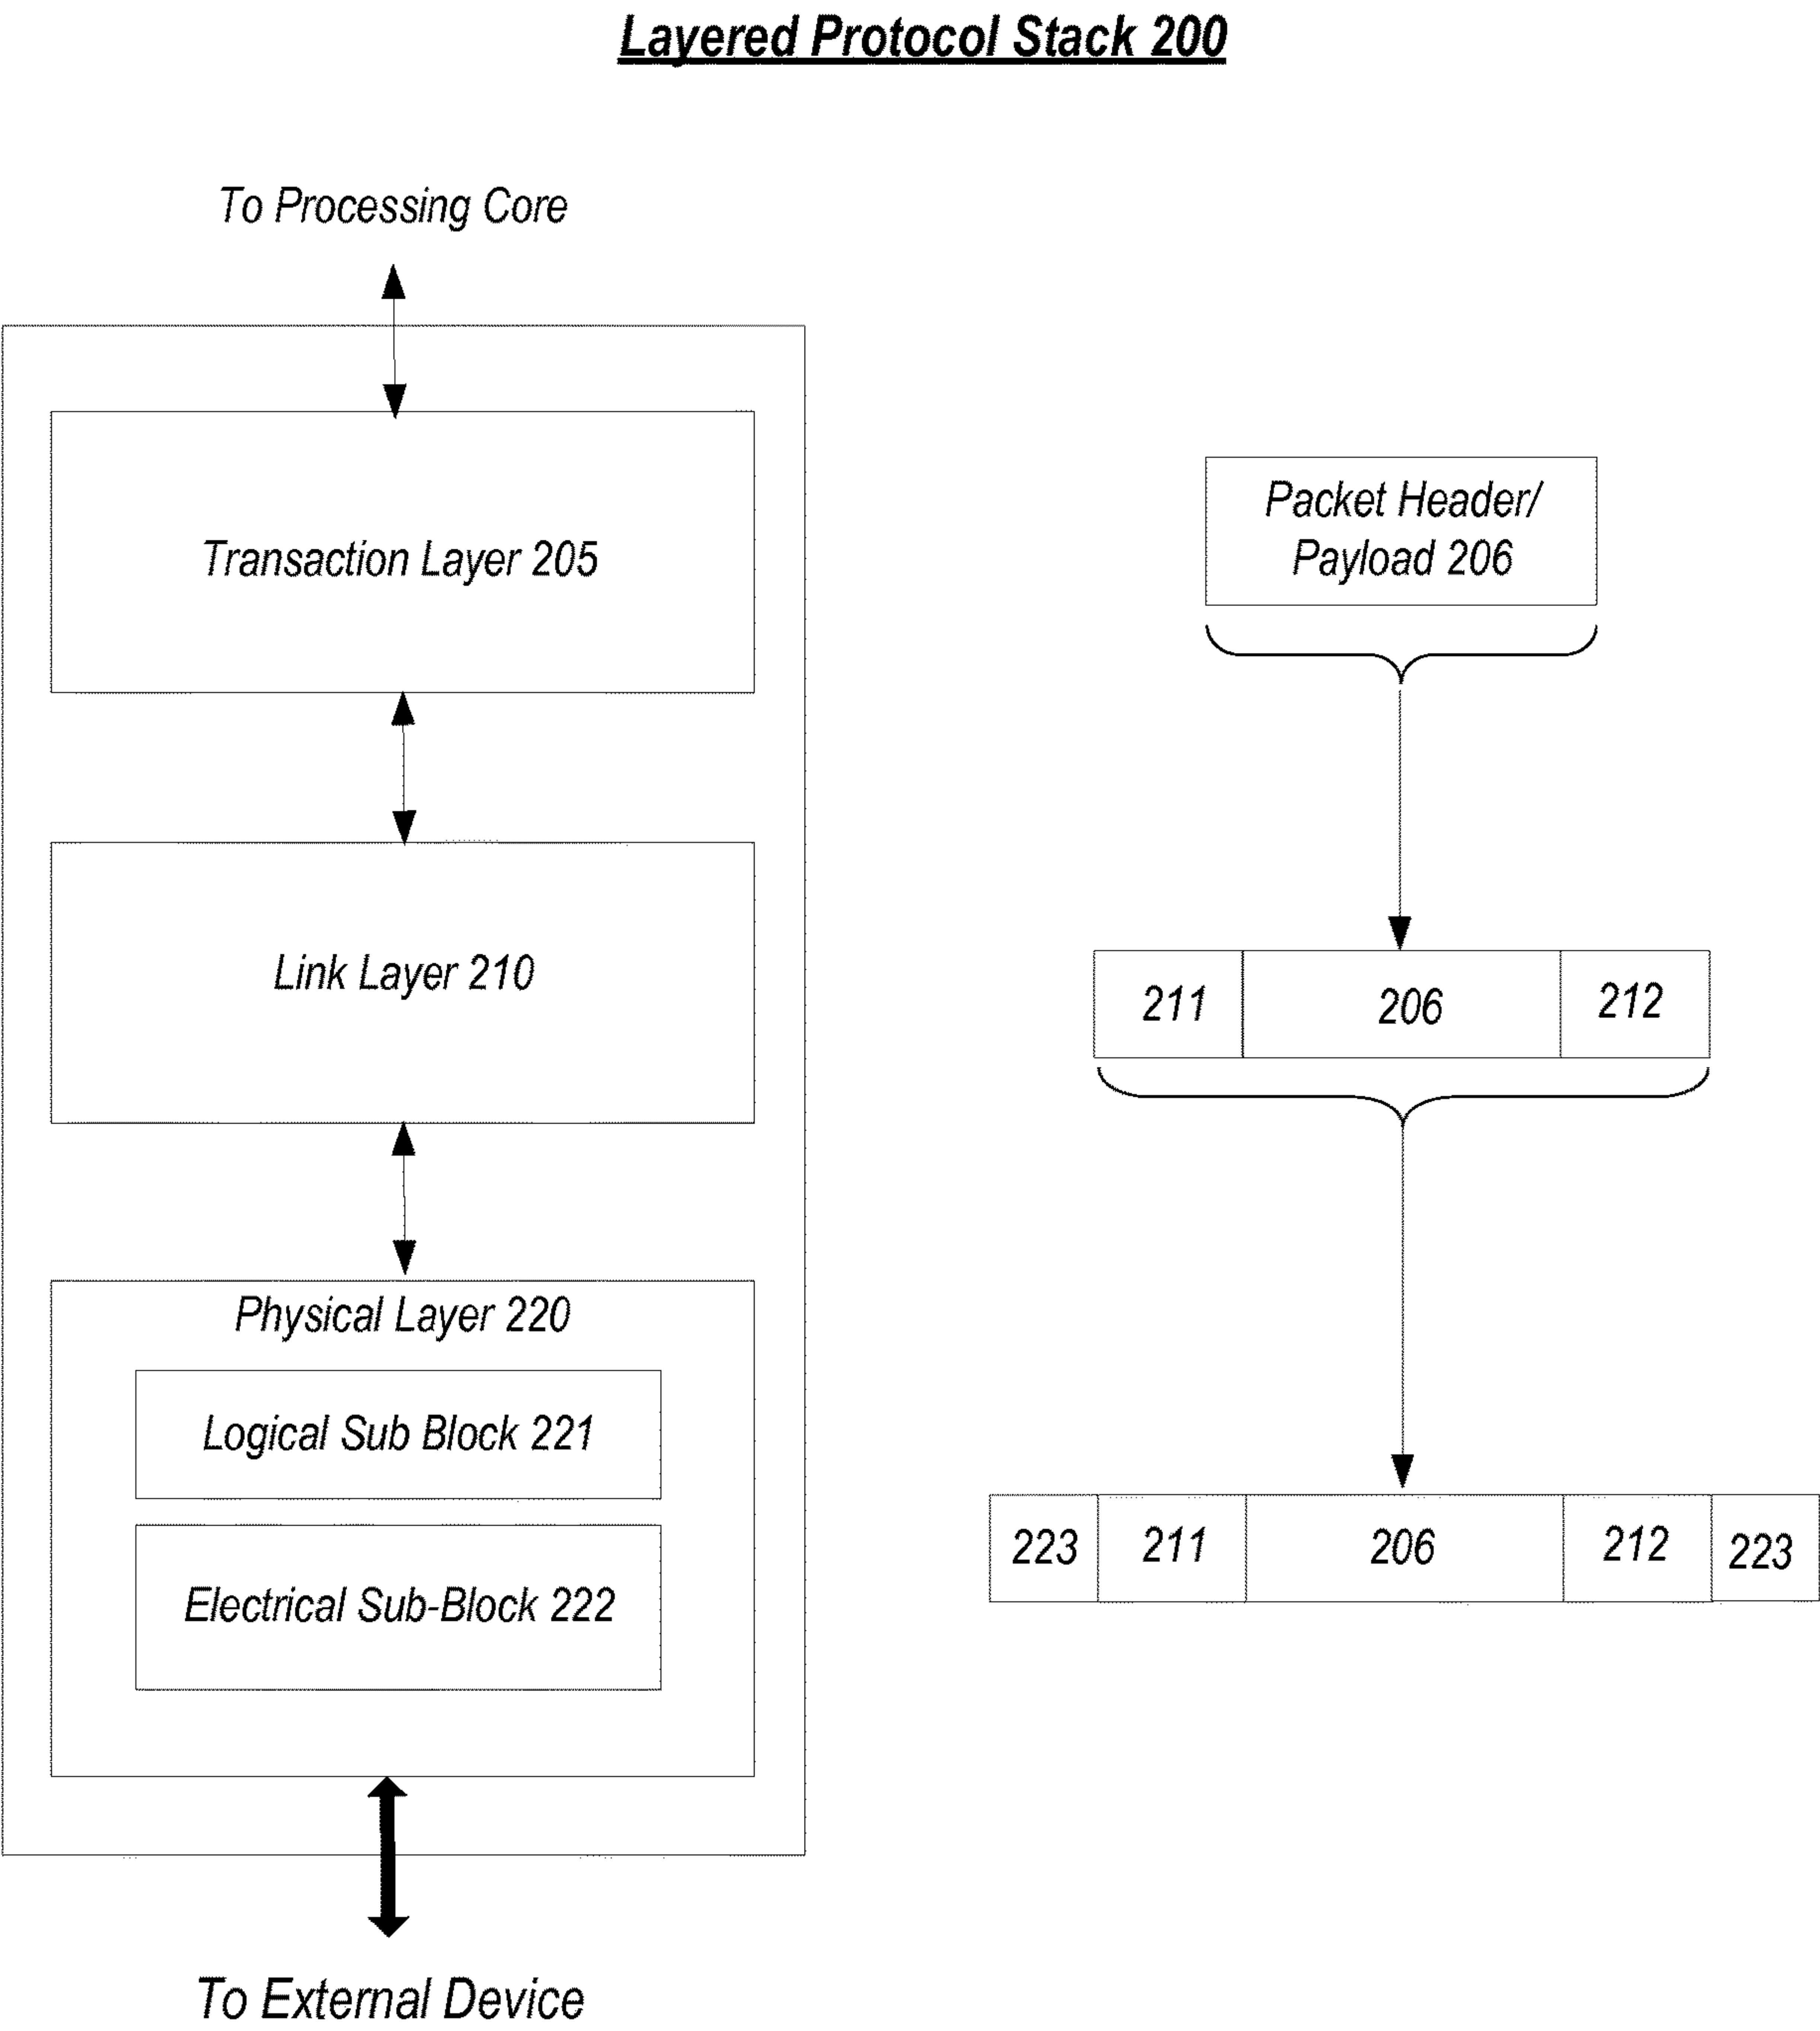 Layered Protocol Stack 200
To Processing Core
Transaction Layer 205
Packet Header/
Payload 206
Link Layer 210
211 206 212
Physical Layer 220
Logical Sub Block 221
Electrical Sub-Block 222
223 211 206 212 223
To External Device